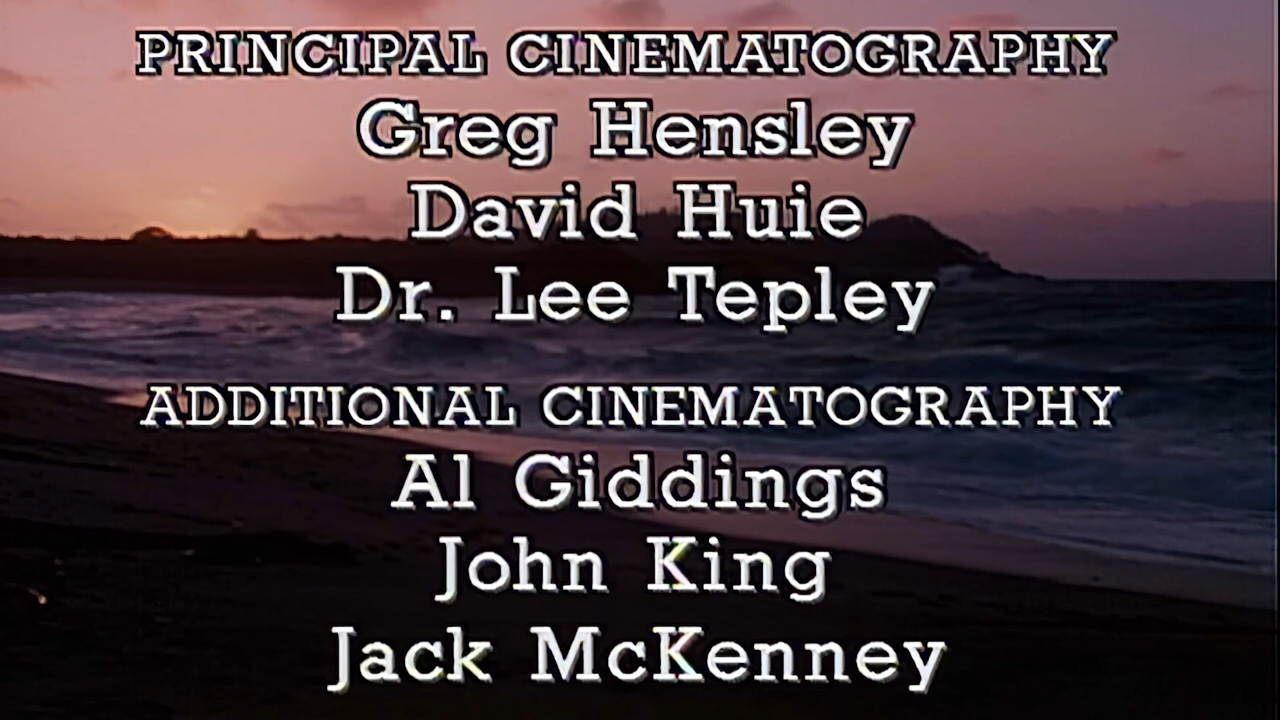 PRINCIPAL CINEMATOGRAPHY
Greg Hensley
David Huie
Dr. Lee Tepley
ADDITIONAL CINEMATOGRAPHY
Al Giddings
John King
Jack McKenney